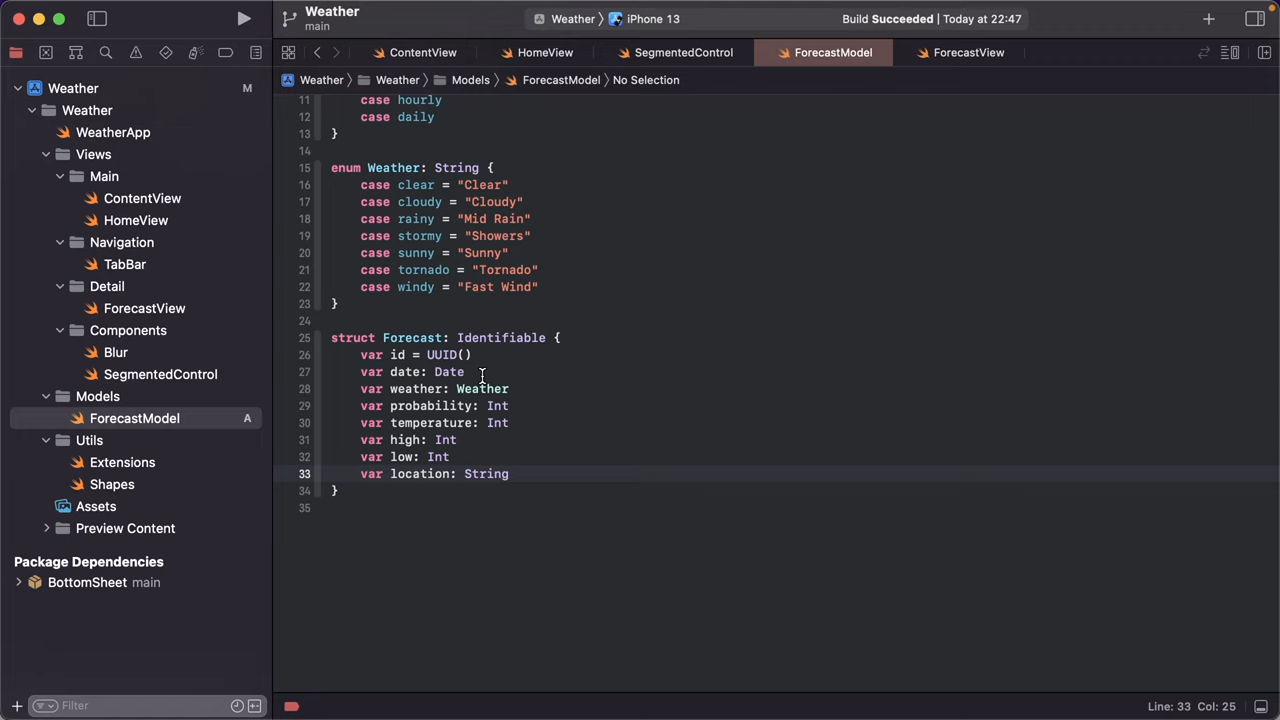 Weather
main
Weather
iPhone 13
Build Succeeded | Today at 22:47
ContentView
HomeView
SegmentedControl
ForecastModel
ForecastView
Weather
Weather
Models
ForecastModel
No Selection
Weather M
Weather
WeatherApp
Views
Main
ContentView
HomeView
Navigation
TabBar
Detail
ForecastView
Components
Blur
SegmentedControl
Models
ForecastModel A
Utils
Extensions
Shapes
Assets
Preview Content
Package Dependencies
BottomSheet main
Filter
11 case hourly
12 case daily
13 }
14
15 enum Weather: String {
16 case clear = "Clear"
17 case cloudy = "Cloudy"
18 case rainy = "Mid Rain"
19 case stormy = "Showers"
20 case sunny = "Sunny"
21 case tornado = "Tornado"
22 case windy = "Fast Wind"
23 }
24
25 struct Forecast: Identifiable {
26 var id = UUID()
27 var date: Date
28 var weather: Weather
29 var probability: Int
30 var temperature: Int
31 var high: Int
32 var low: Int
33 var location: String
34 }
35
Line: 33 Col: 25